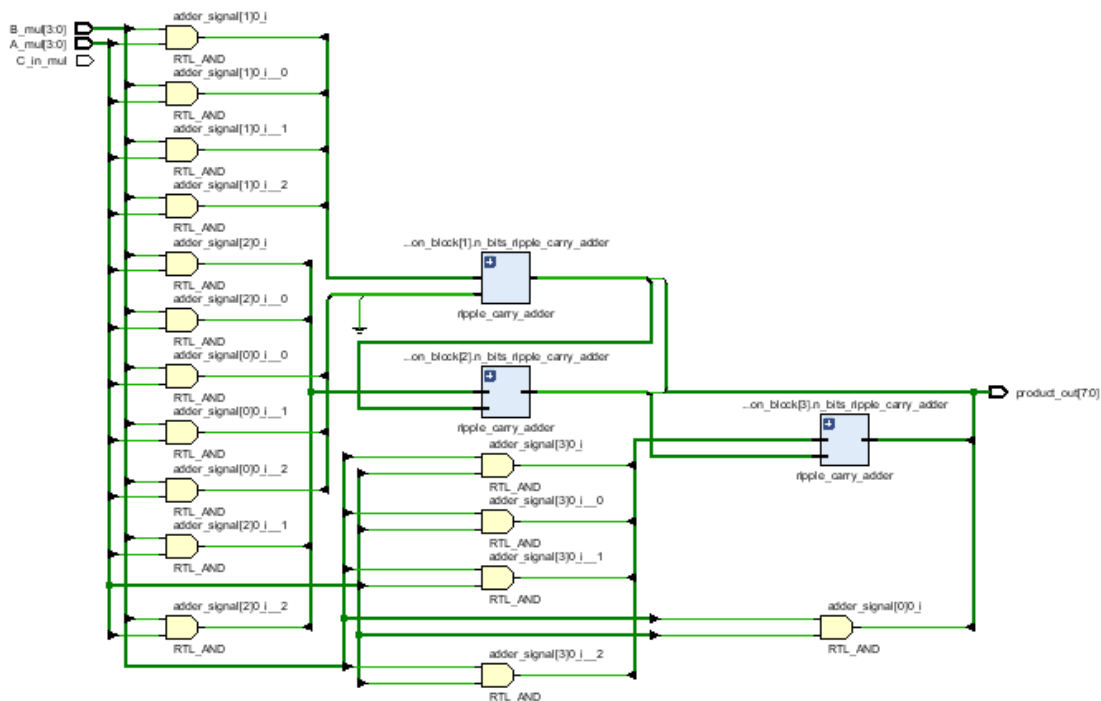 B_mul[3:0]
A_mul[3:0]
C_in_mul
adder_signal[1]0_i
RTL_AND
adder_signal[1]0_i__0
RTL_AND
adder_signal[1]0_i__1
RTL_AND
adder_signal[1]0_i__2
RTL_AND
adder_signal[2]0_i
RTL_AND
adder_signal[2]0_i__0
RTL_AND
adder_signal[0]0_i__0
RTL_AND
adder_signal[0]0_i__1
RTL_AND
adder_signal[0]0_i__2
RTL_AND
adder_signal[2]0_i__1
RTL_AND
adder_signal[2]0_i__2
RTL_AND
...on_block[1].n_bits_ripple_carry_adder
ripple_carry_adder
...on_block[2].n_bits_ripple_carry_adder
ripple_carry_adder
adder_signal[3]0_i
RTL_AND
adder_signal[3]0_i__0
RTL_AND
adder_signal[3]0_i__1
RTL_AND
adder_signal[3]0_i__2
RTL_AND
...on_block[3].n_bits_ripple_carry_adder
ripple_carry_adder
adder_signal[0]0_i
RTL_AND
product_out[7:0]